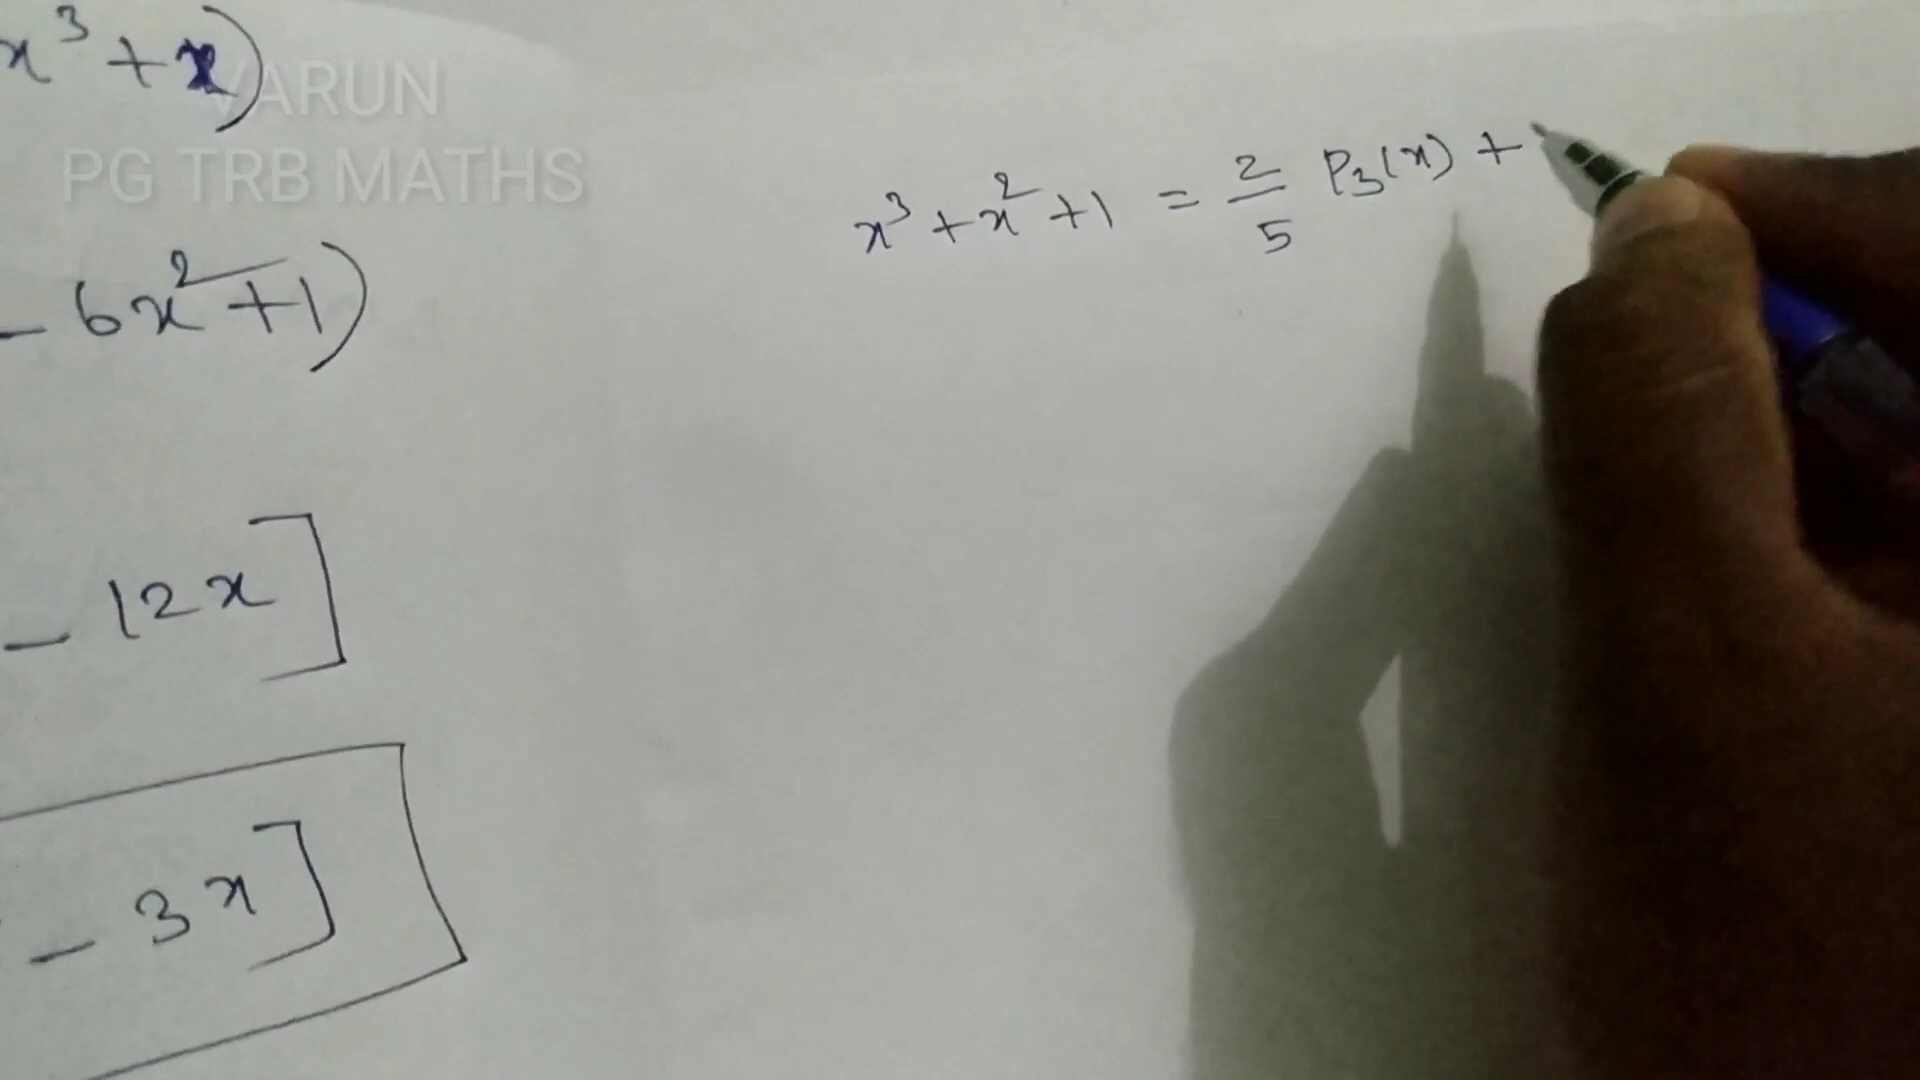 x³ + x)
VARUN
PG TRB MATHS
x³ + x² + 1 = 2/5 P₃(x) +
- 6x² + 1)
- 12x]
- 3x]